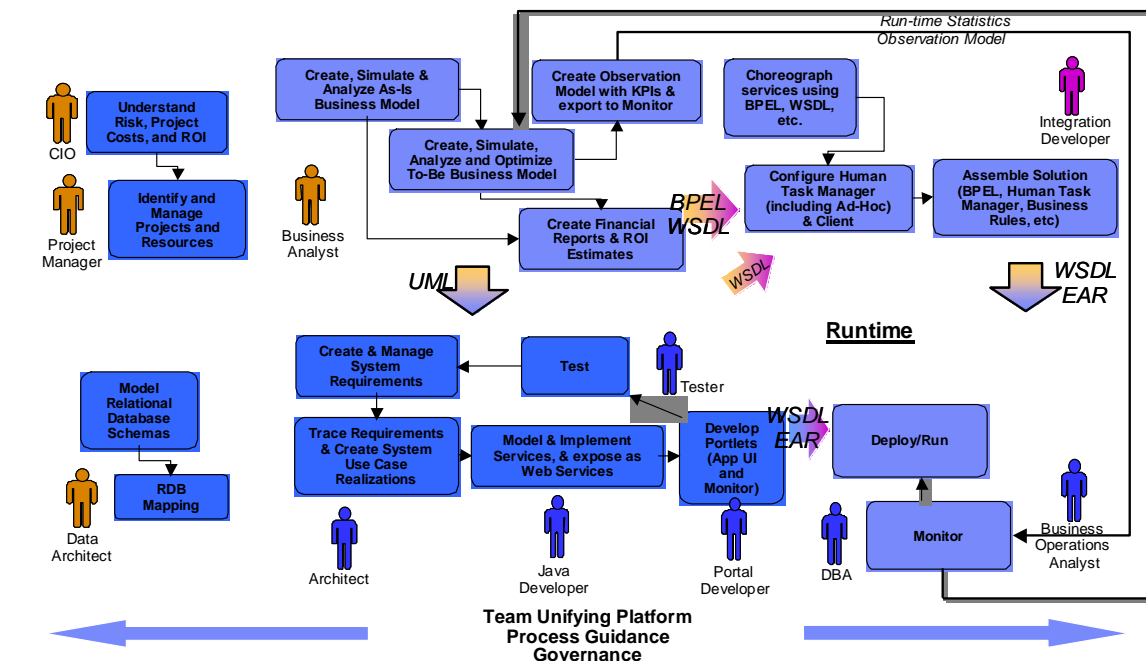 Run-time Statistics
Observation Model
Create, Simulate &
Analyze As-Is
Business Model
Create Observation
Model with KPIs &
export to Monitor
Choreograph
services using
BPEL, WSDL,
etc.
Integration
Developer
Understand
Risk, Project
Costs, and ROI
CIO
Create, Simulate,
Analyze and Optimize
To-Be Business Model
Configure Human
Task Manager
(including Ad-Hoc)
& Client
Assemble Solution
(BPEL, Human Task
Manager, Business
Rules, etc)
Identify and
Manage
Projects and
Resources
Project
Manager
Business
Analyst
Create Financial
Reports & ROI
Estimates
BPEL
WSDL
WSDL
UML
WSDL
EAR
Runtime
Create & Manage
System
Requirements
Test
Tester
Model
Relational
Database
Schemas
Trace Requirements
& Create System
Use Case
Realizations
Model & Implement
Services, & expose as
Web Services
Develop
Portlets
(App UI
and
Monitor)
WSDL
EAR
Deploy/Run
RDB
Mapping
Data
Architect
Architect
Java
Developer
Portal
Developer
DBA
Monitor
Business
Operations
Analyst
Team Unifying Platform
Process Guidance
Governance